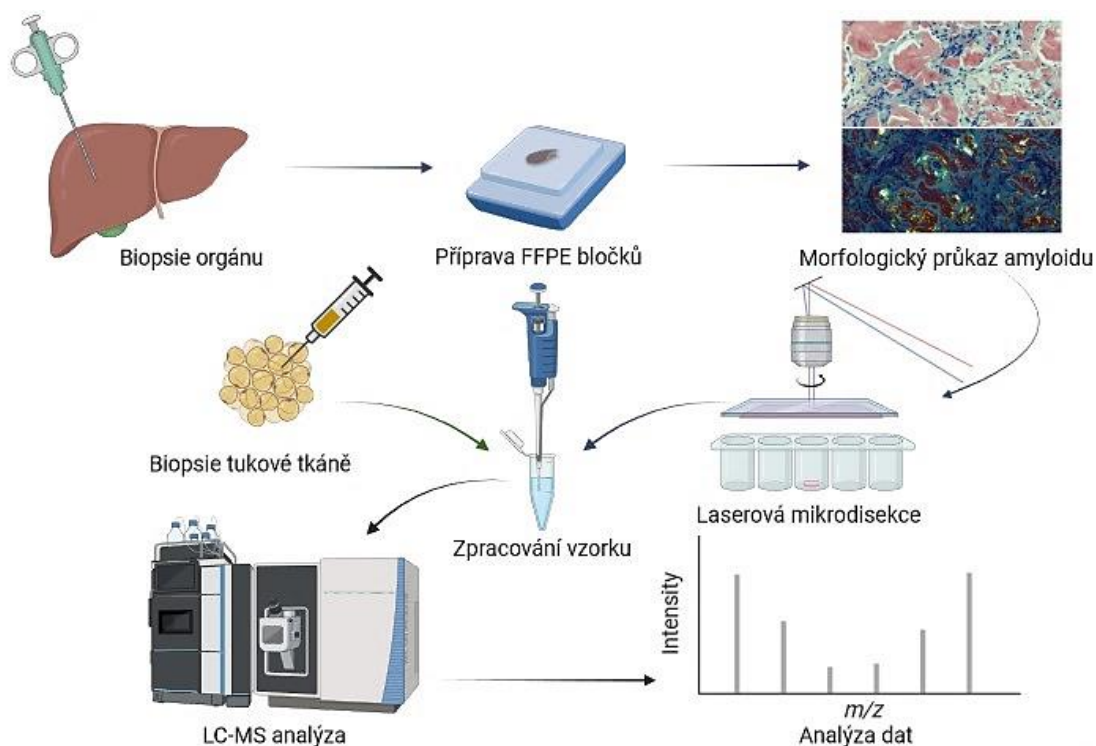 Biopsie orgánu
Příprava FFPE bločků
Morfologický průkaz amyloidu
Biopsie tukové tkáně
Zpracování vzorku
Laserová mikrodisekce
LC-MS analýza
Intensity
m/z
Analýza dat